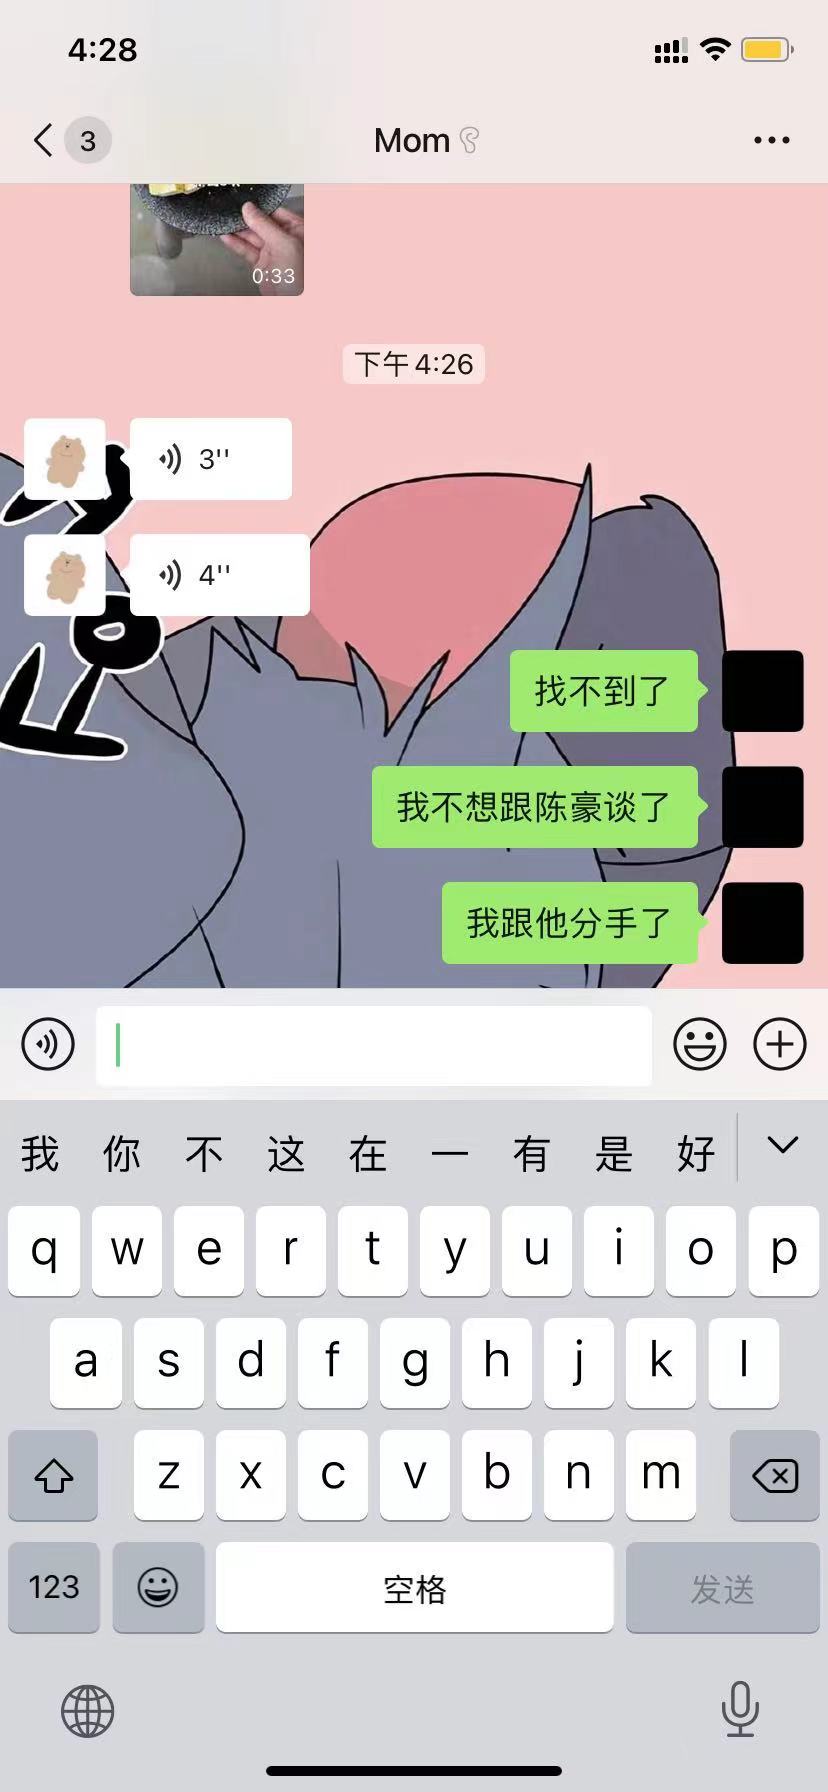 4:28
3
Mom
0:33
下午 4:26
3''
4''
找不到了
我不想跟陈豪谈了
我跟他分手了
我 你 不 这 在 一 有 是 好
q w e r t y u i o p
a s d f g h j k l
z x c v b n m
123 空格 发送